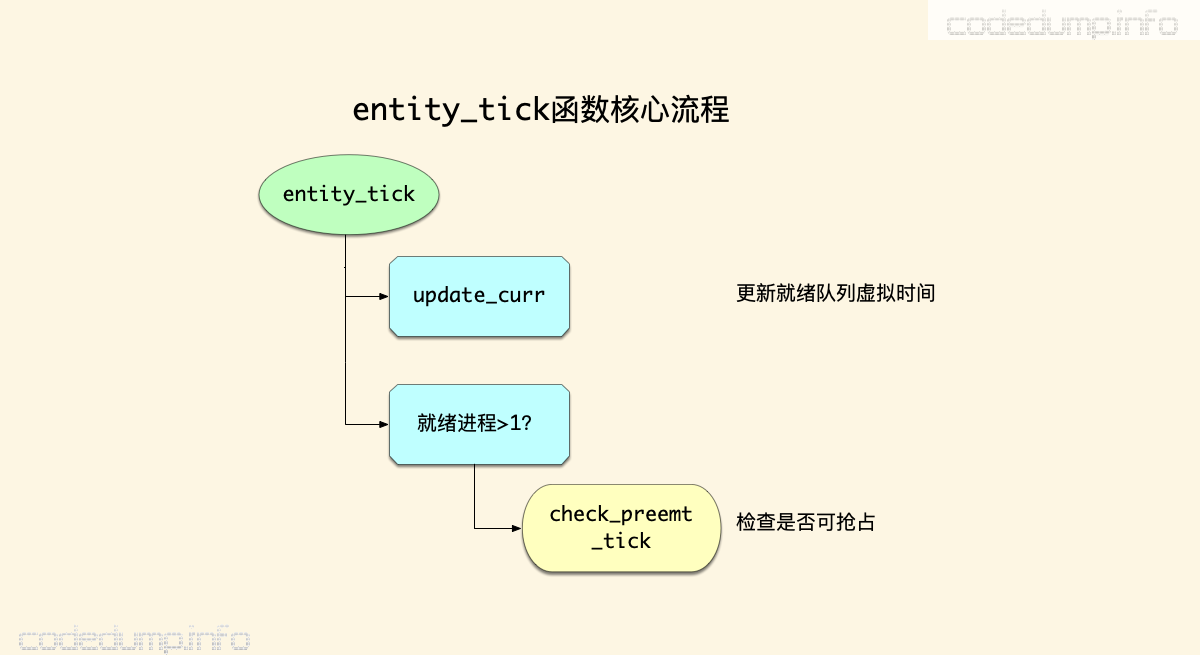 codedump info
entity_tick函数核心流程
entity_tick
update_curr
更新就绪队列虚拟时间
就绪进程>1?
check_preemt
_tick
检查是否可抢占
codedump info